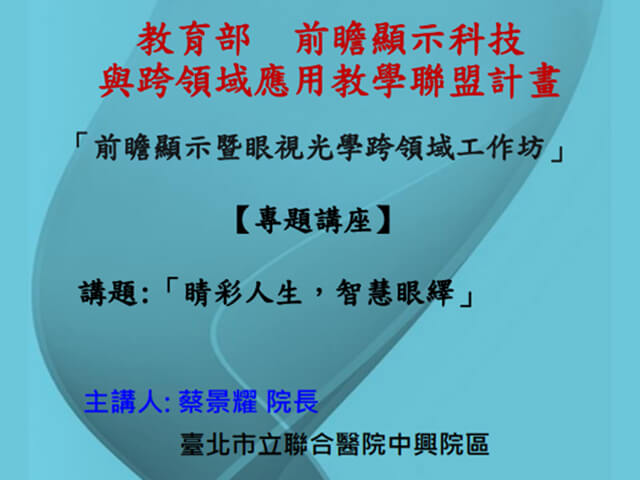 教育部　前瞻顯示科技
與跨領域應用教學聯盟計畫
「前瞻顯示暨眼視光學跨領域工作坊」
【專題講座】
講題:「睛彩人生，智慧眼繹」
主講人: 蔡景耀 院長
臺北市立聯合醫院中興院區